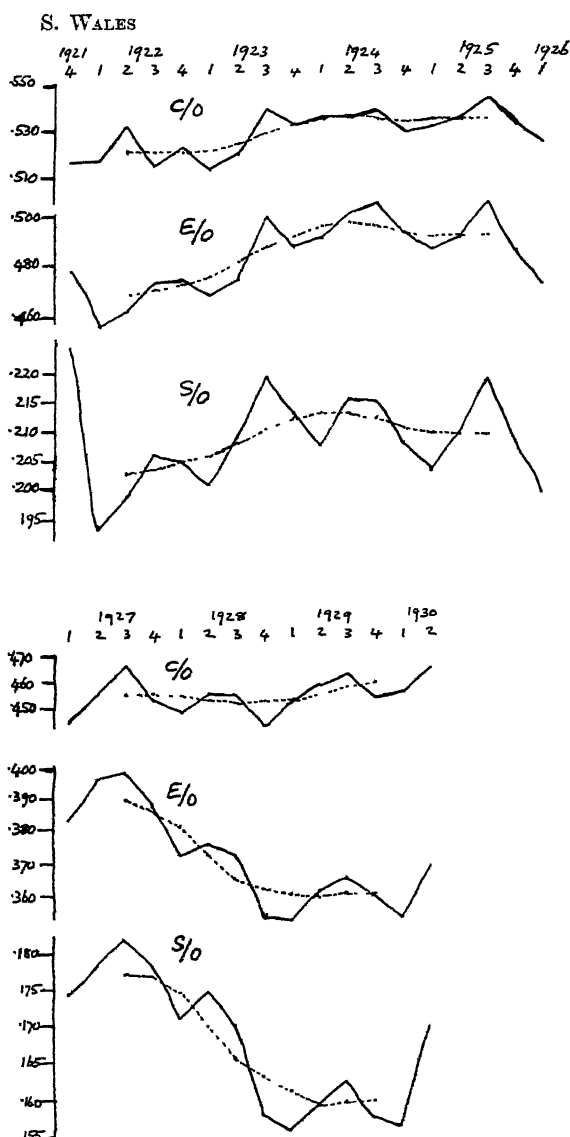 S. WALES
1921 1922 1923 1924 1925 1926
4 1 2 3 4 1 2 3 4 1 2 3 4 1 2 3 4 1
C/O
.550
.530
.510
E/O
.500
.480
.460
S/O
.220
.215
.210
.205
.200
.195
1927 1928 1929 1930
1 2 3 4 1 2 3 4 1 2 3 4 1 2
C/O
.470
.460
.450
E/O
.400
.390
.380
.370
.360
S/O
.180
.175
.170
.165
.160
.155